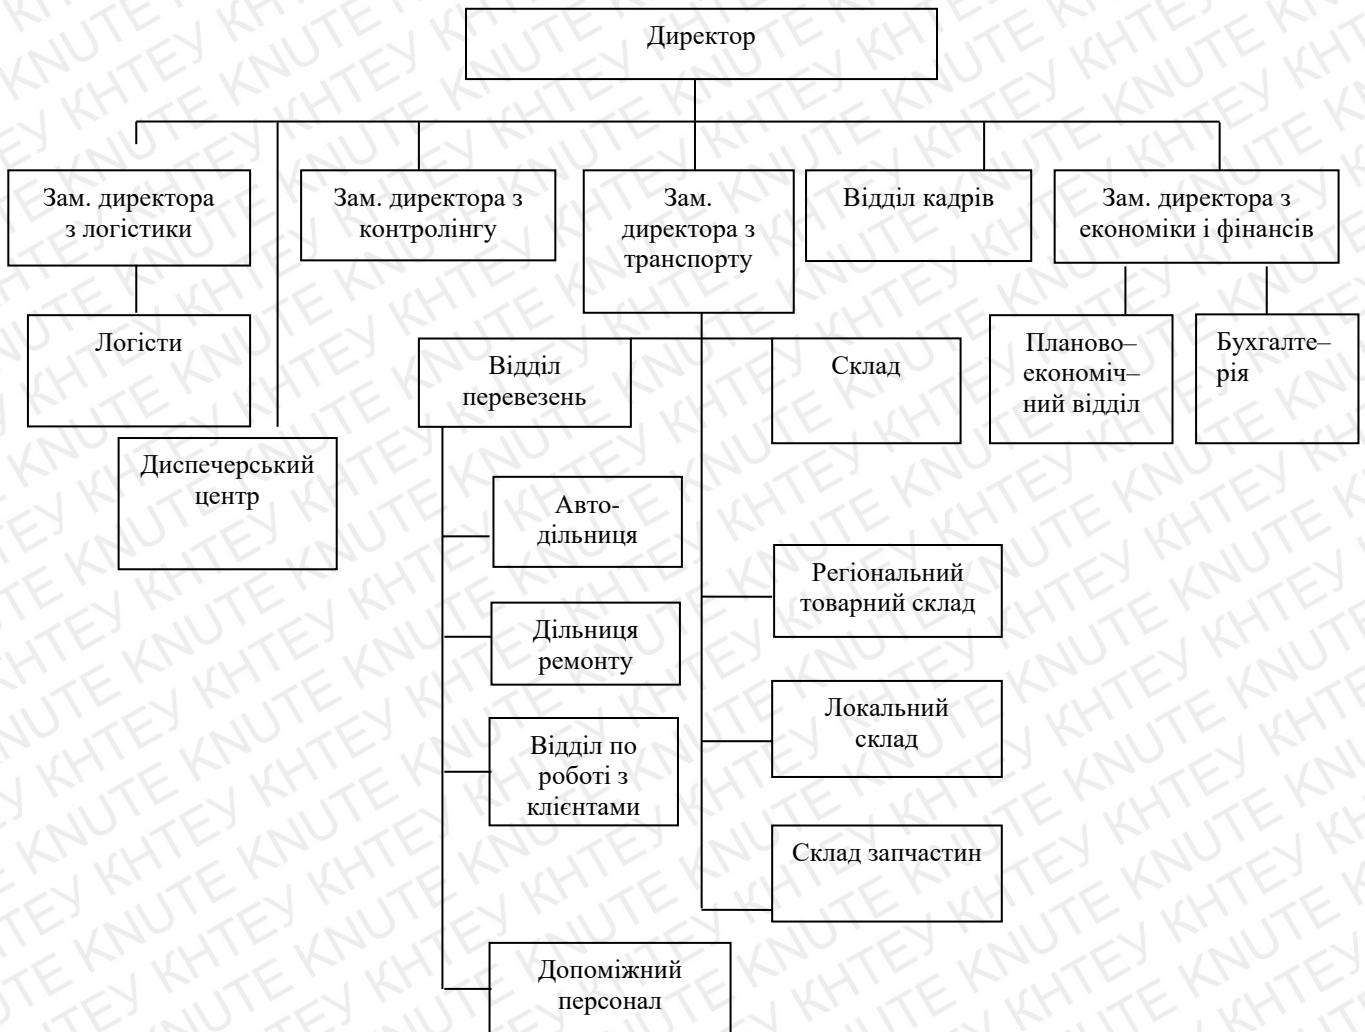 Директор
Зам. директора
з логістики
Зам. директора з
контролінгу
Зам.
директора з
транспорту
Відділ кадрів
Зам. директора з
економіки і фінансів
Логісти
Відділ
перевезень
Склад
Планово–
економіч–
ний відділ
Бухгалте–
рія
Диспечерський
центр
Авто-
дільниця
Регіональний
товарний склад
Дільниця
ремонту
Локальний
склад
Відділ по
роботі з
клієнтами
Склад запчастин
Допоміжний
персонал